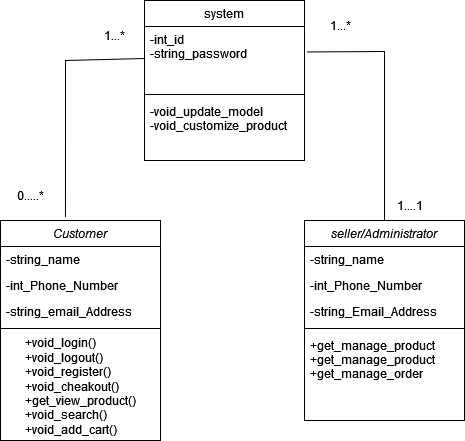 system
-int_id
-string_password
-void_update_model
-void_customize_product
1...*
1...*
0.....*
1....1
Customer
-string_name
-int_Phone_Number
-string_email_Address
+void_login()
+void_logout()
+void_register()
+void_cheakout()
+get_view_product()
+void_search()
+void_add_cart()
seller/Administrator
-string_name
-int_Phone_Number
-string_Email_Address
+get_manage_product
+get_manage_product
+get_manage_order